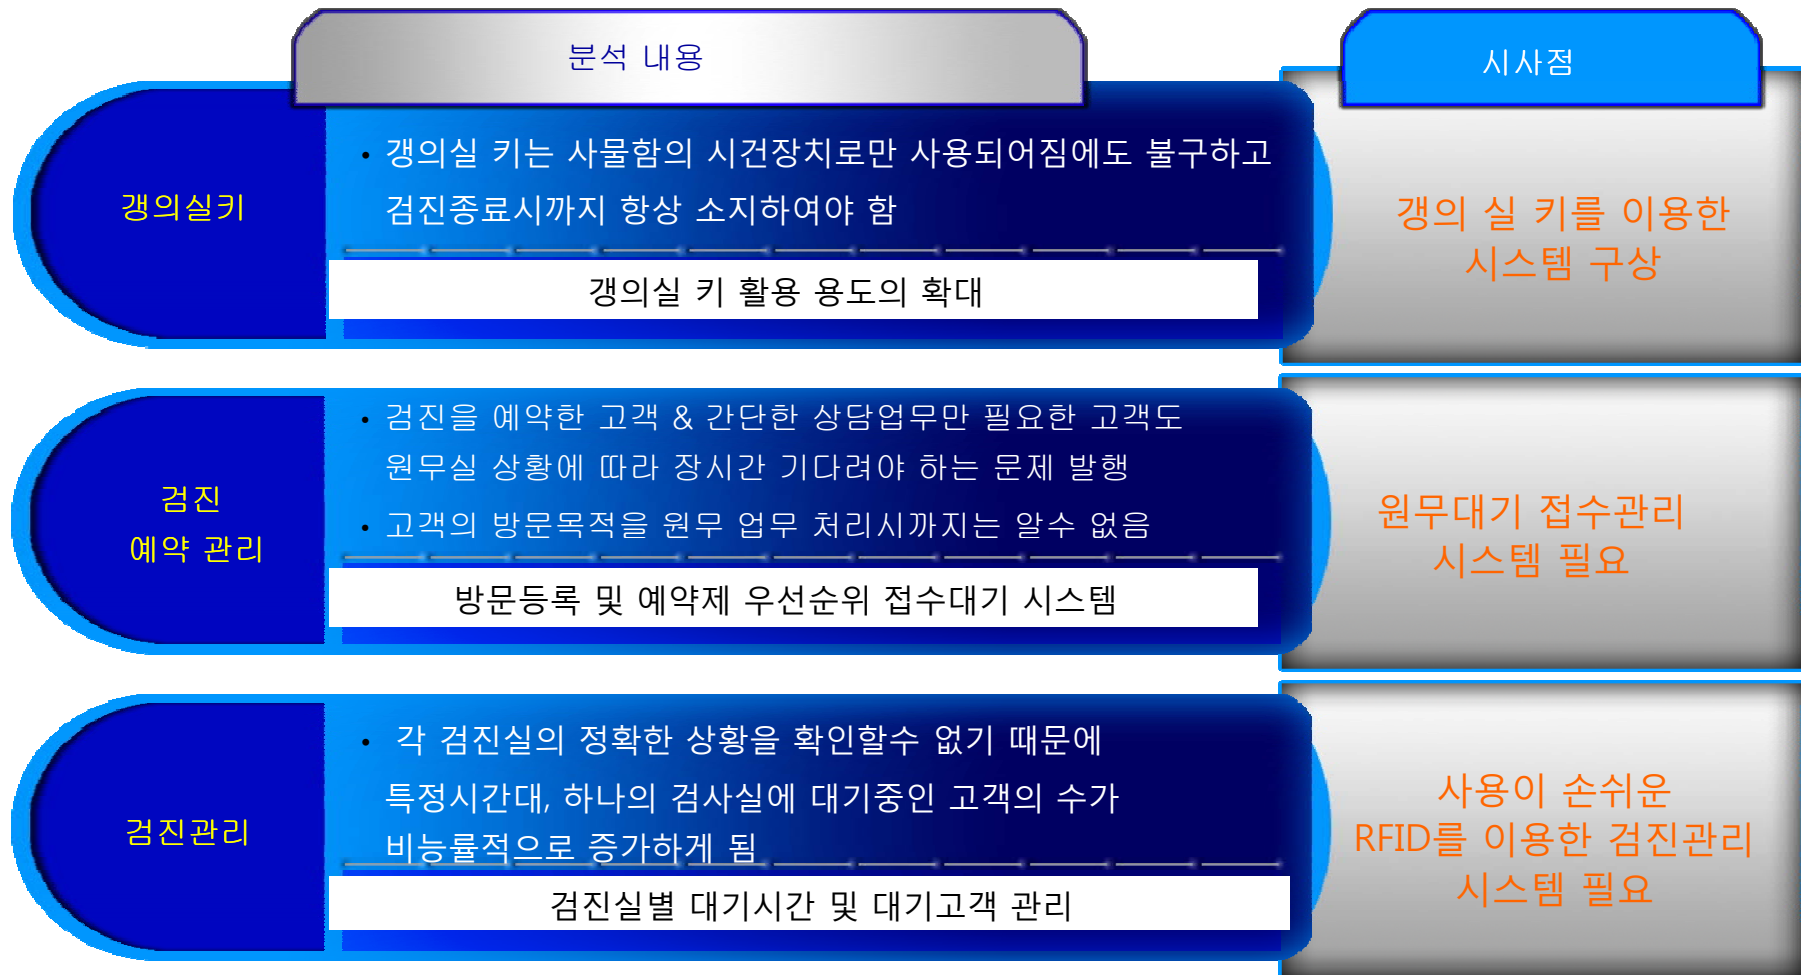 분석 내용
시사점
갱의실키
• 갱의실 키는 사물함의 시건장치로만 사용되어짐에도 불구하고
검진종료시까지 항상 소지하여야 함
갱의실 키 활용 용도의 확대
갱의 실 키를 이용한
시스템 구상
검진
예약 관리
• 검진을 예약한 고객 & 간단한 상담업무만 필요한 고객도
원무실 상황에 따라 장시간 기다려야 하는 문제 발행
• 고객의 방문목적을 원무 업무 처리시까지는 알수 없음
방문등록 및 예약제 우선순위 접수대기 시스템
원무대기 접수관리
시스템 필요
검진관리
• 각 검진실의 정확한 상황을 확인할수 없기 때문에
특정시간대, 하나의 검사실에 대기중인 고객의 수가
비능률적으로 증가하게 됨
검진실별 대기시간 및 대기고객 관리
사용이 손쉬운
RFID를 이용한 검진관리
시스템 필요